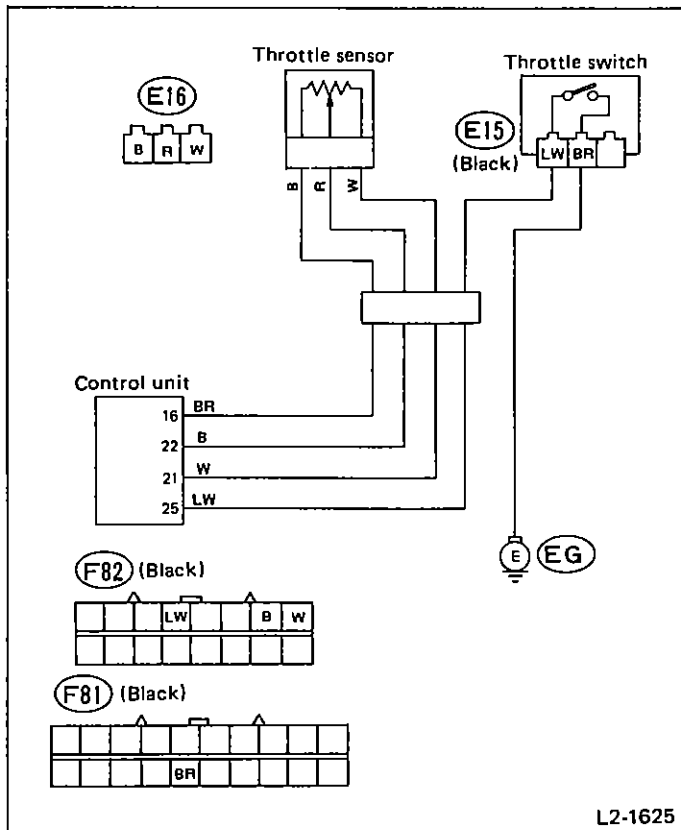 Throttle sensor
Throttle switch
E16
B R W
E15
(Black)
LW BR
B R W
Control unit
16 BR
22 B
21 W
25 LW
E EG
F82 (Black)
LW B W
F81 (Black)
BR
L2-1625